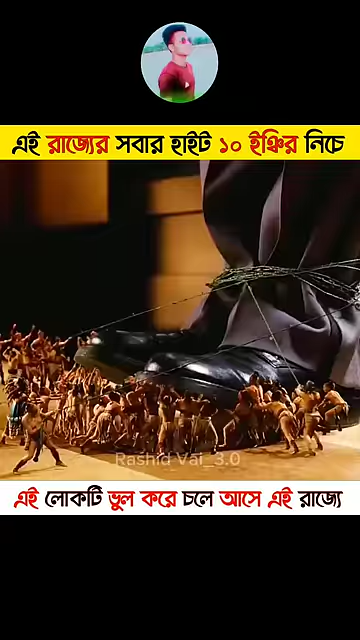 এই রাজ্যের সবার হাইট ১০ ইঞ্চির নিচে
Rashid Vai_3.0
এই লোকটি ভুল করে চলে আসে এই রাজ্যে